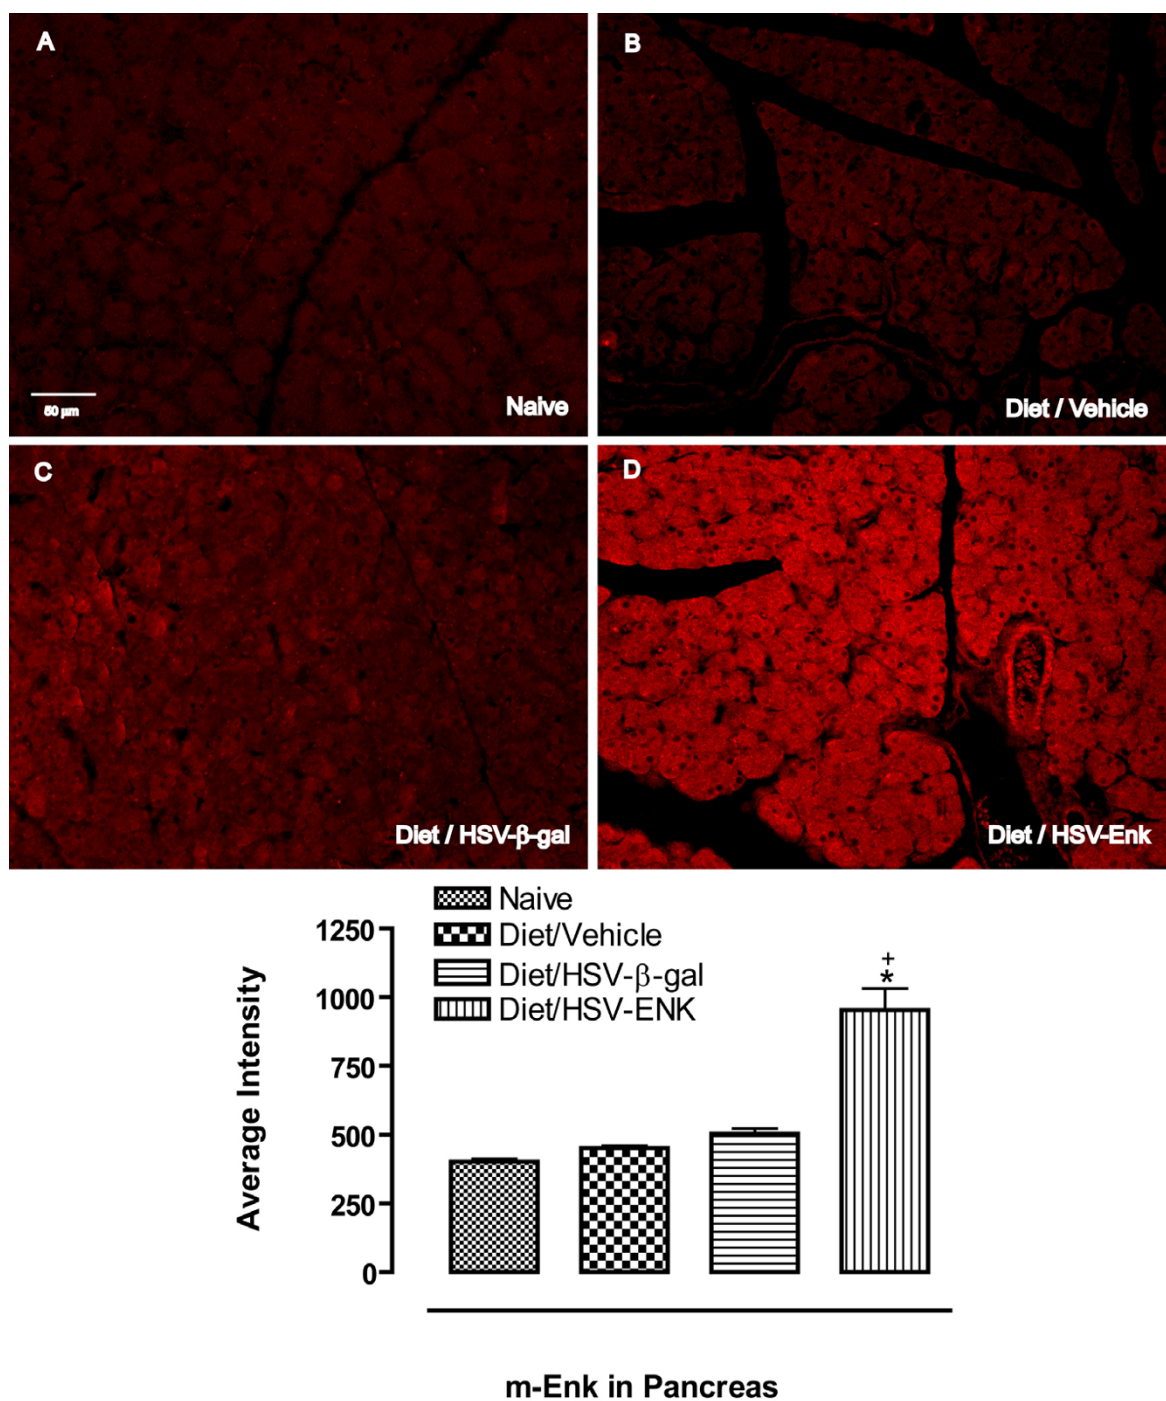 A
B
50 µm
Naive
Diet / Vehicle
C
D
Diet / HSV-β-gal
Diet / HSV-Enk
Naive
Diet/Vehicle
Diet/HSV-β-gal
Diet/HSV-ENK
1250
1000
750
500
250
0
+
*
Average Intensity
m-Enk in Pancreas